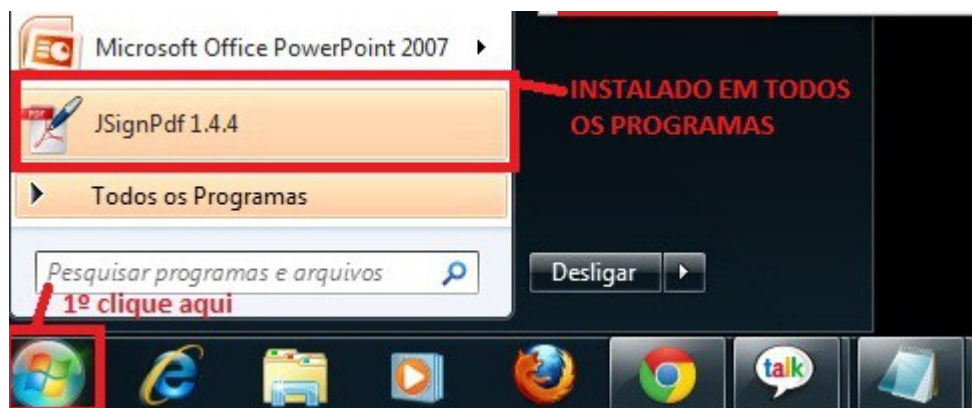 Microsoft Office PowerPoint 2007
INSTALADO EM TODOS
OS PROGRAMAS
JSignPdf 1.4.4
Todos os Programas
Pesquisar programas e arquivos
Desligar
1º clique aqui
talk